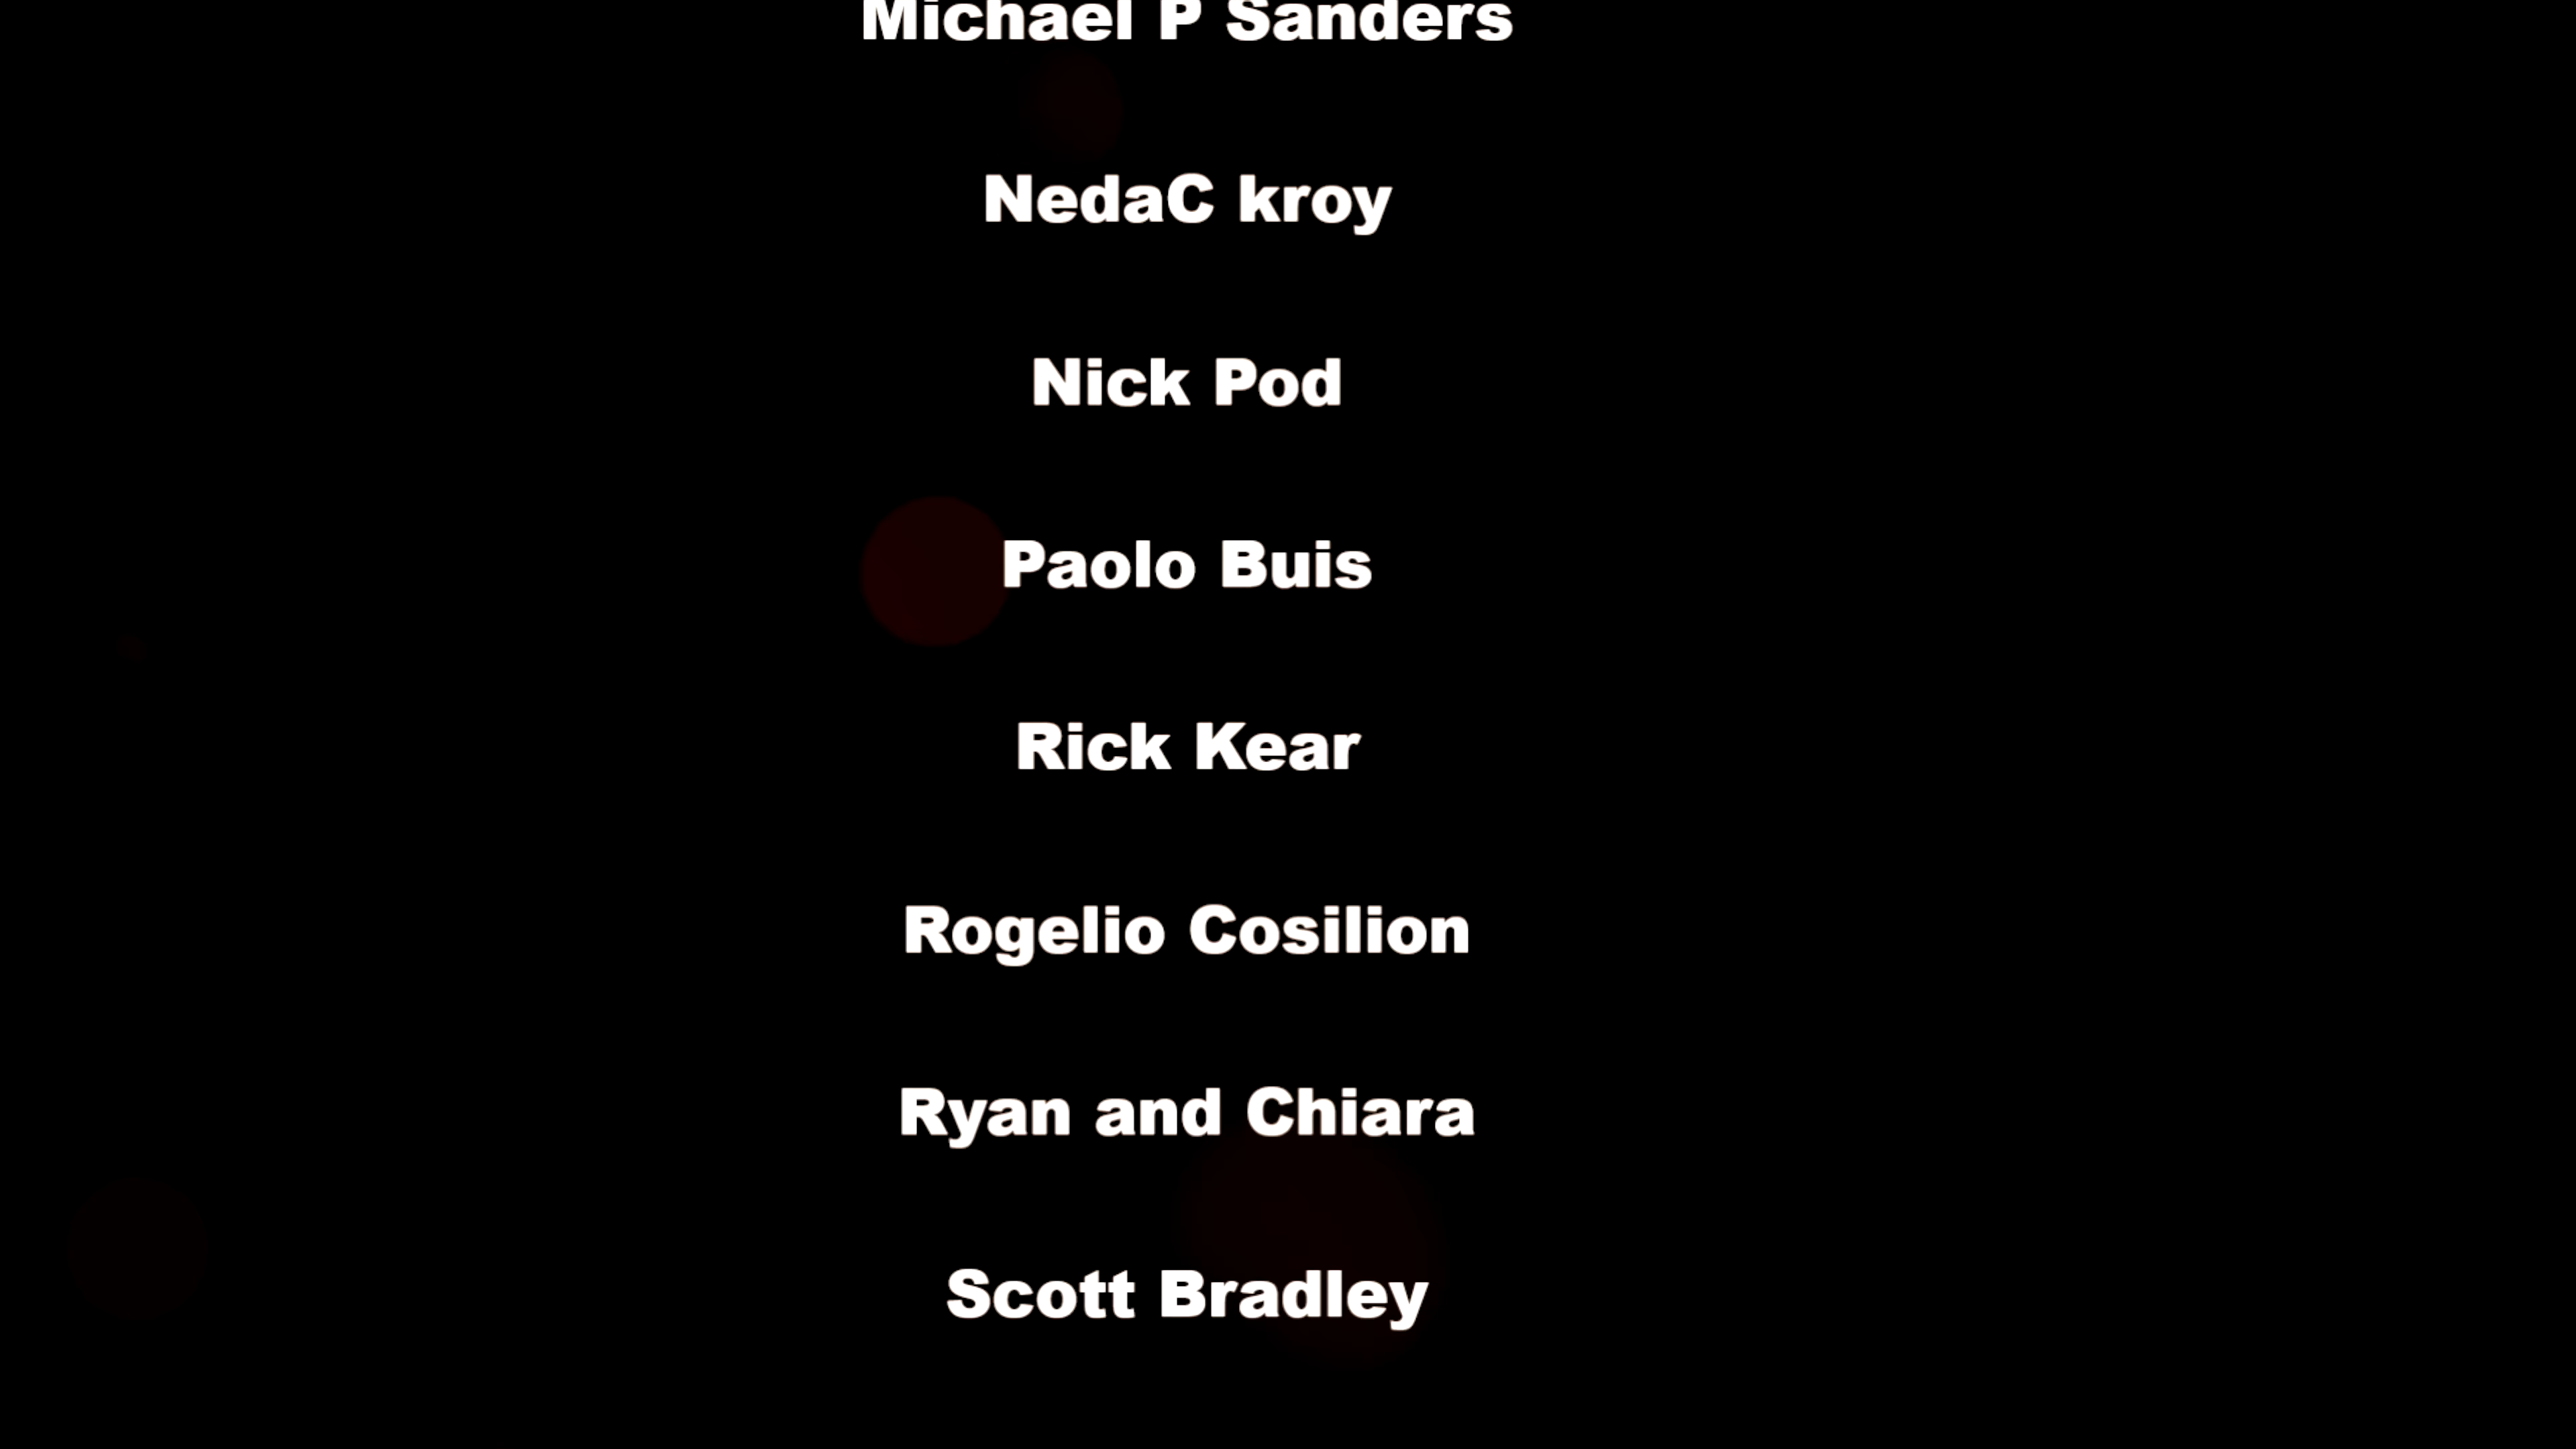 Michael P Sanders
NedaC kroy
Nick Pod
Paolo Buis
Rick Kear
Rogelio Cosilion
Ryan and Chiara
Scott Bradley